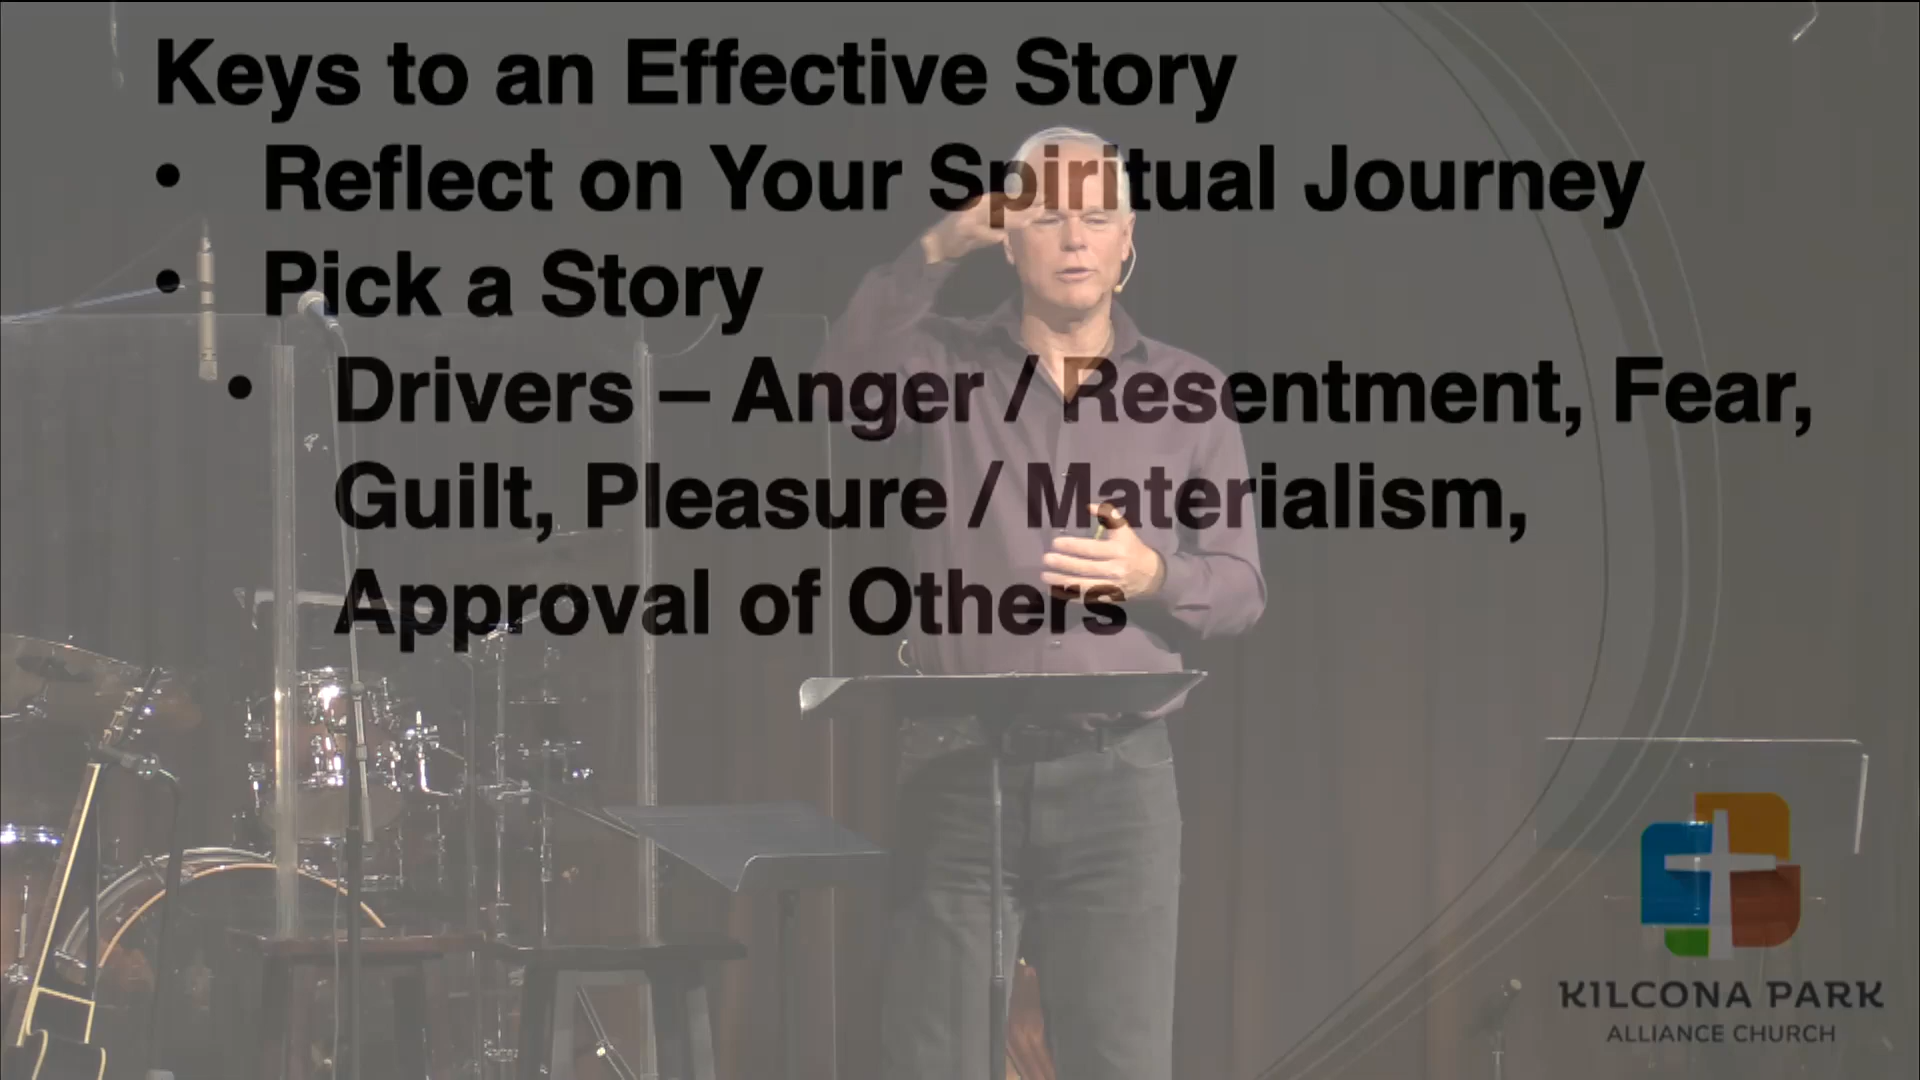 Keys to an Effective Story
• Reflect on Your Spiritual Journey
• Pick a Story
• Drivers – Anger / Resentment, Fear,
Guilt, Pleasure / Materialism,
Approval of Others
KILCONA PARK
ALLIANCE CHURCH